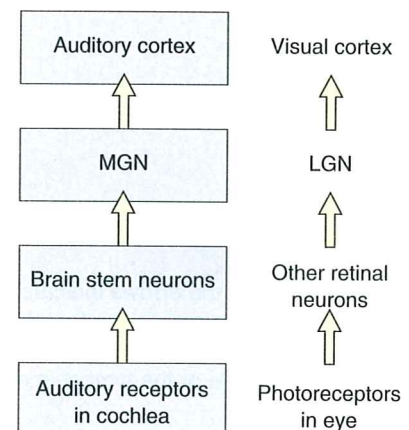 Auditory cortex
Visual cortex
MGN
LGN
Brain stem neurons
Other retinal
neurons
Auditory receptors
in cochlea
Photoreceptors
in eye